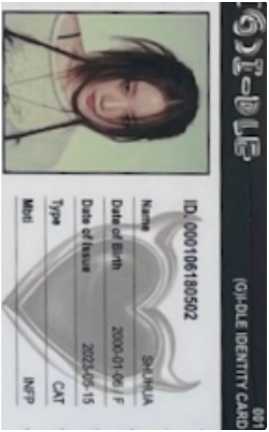 (G)I-DLE
001
(G)I-DLE IDENTITY CARD
ID. 000106180502
Name SHUHUA
Date of Birth 2000-01-06 | F
Date of Issue 2023-05-15
Type CAT
Mbti INFP